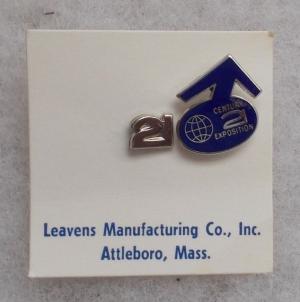 21
CENTURY
21
EXPOSITION
Leavens Manufacturing Co., Inc.
Attleboro, Mass.